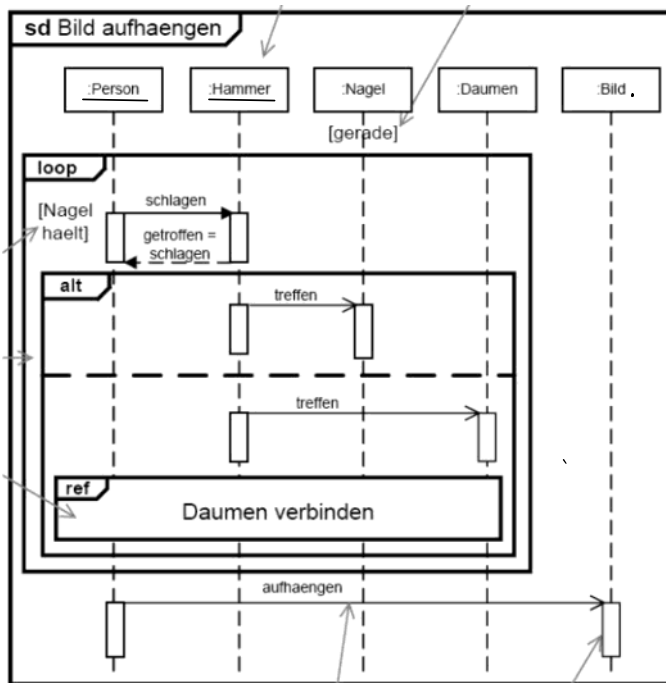 sd Bild aufhaengen
:Person :Hammer :Nagel :Daumen :Bild.
[gerade]
loop
[Nagel
haelt]
schlagen
getroffen =
schlagen
alt
treffen
treffen
ref
Daumen verbinden
aufhaengen